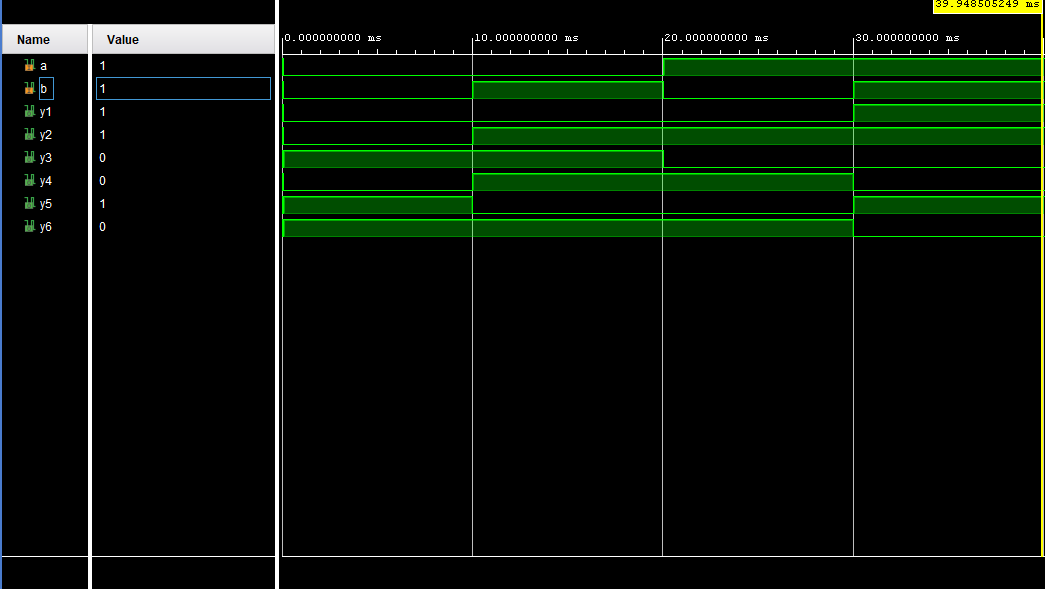 39.948505249 ms
Name Value
0.000000000 ms 10.000000000 ms 20.000000000 ms 30.000000000 ms
a 1
b 1
y1 1
y2 1
y3 0
y4 0
y5 1
y6 0